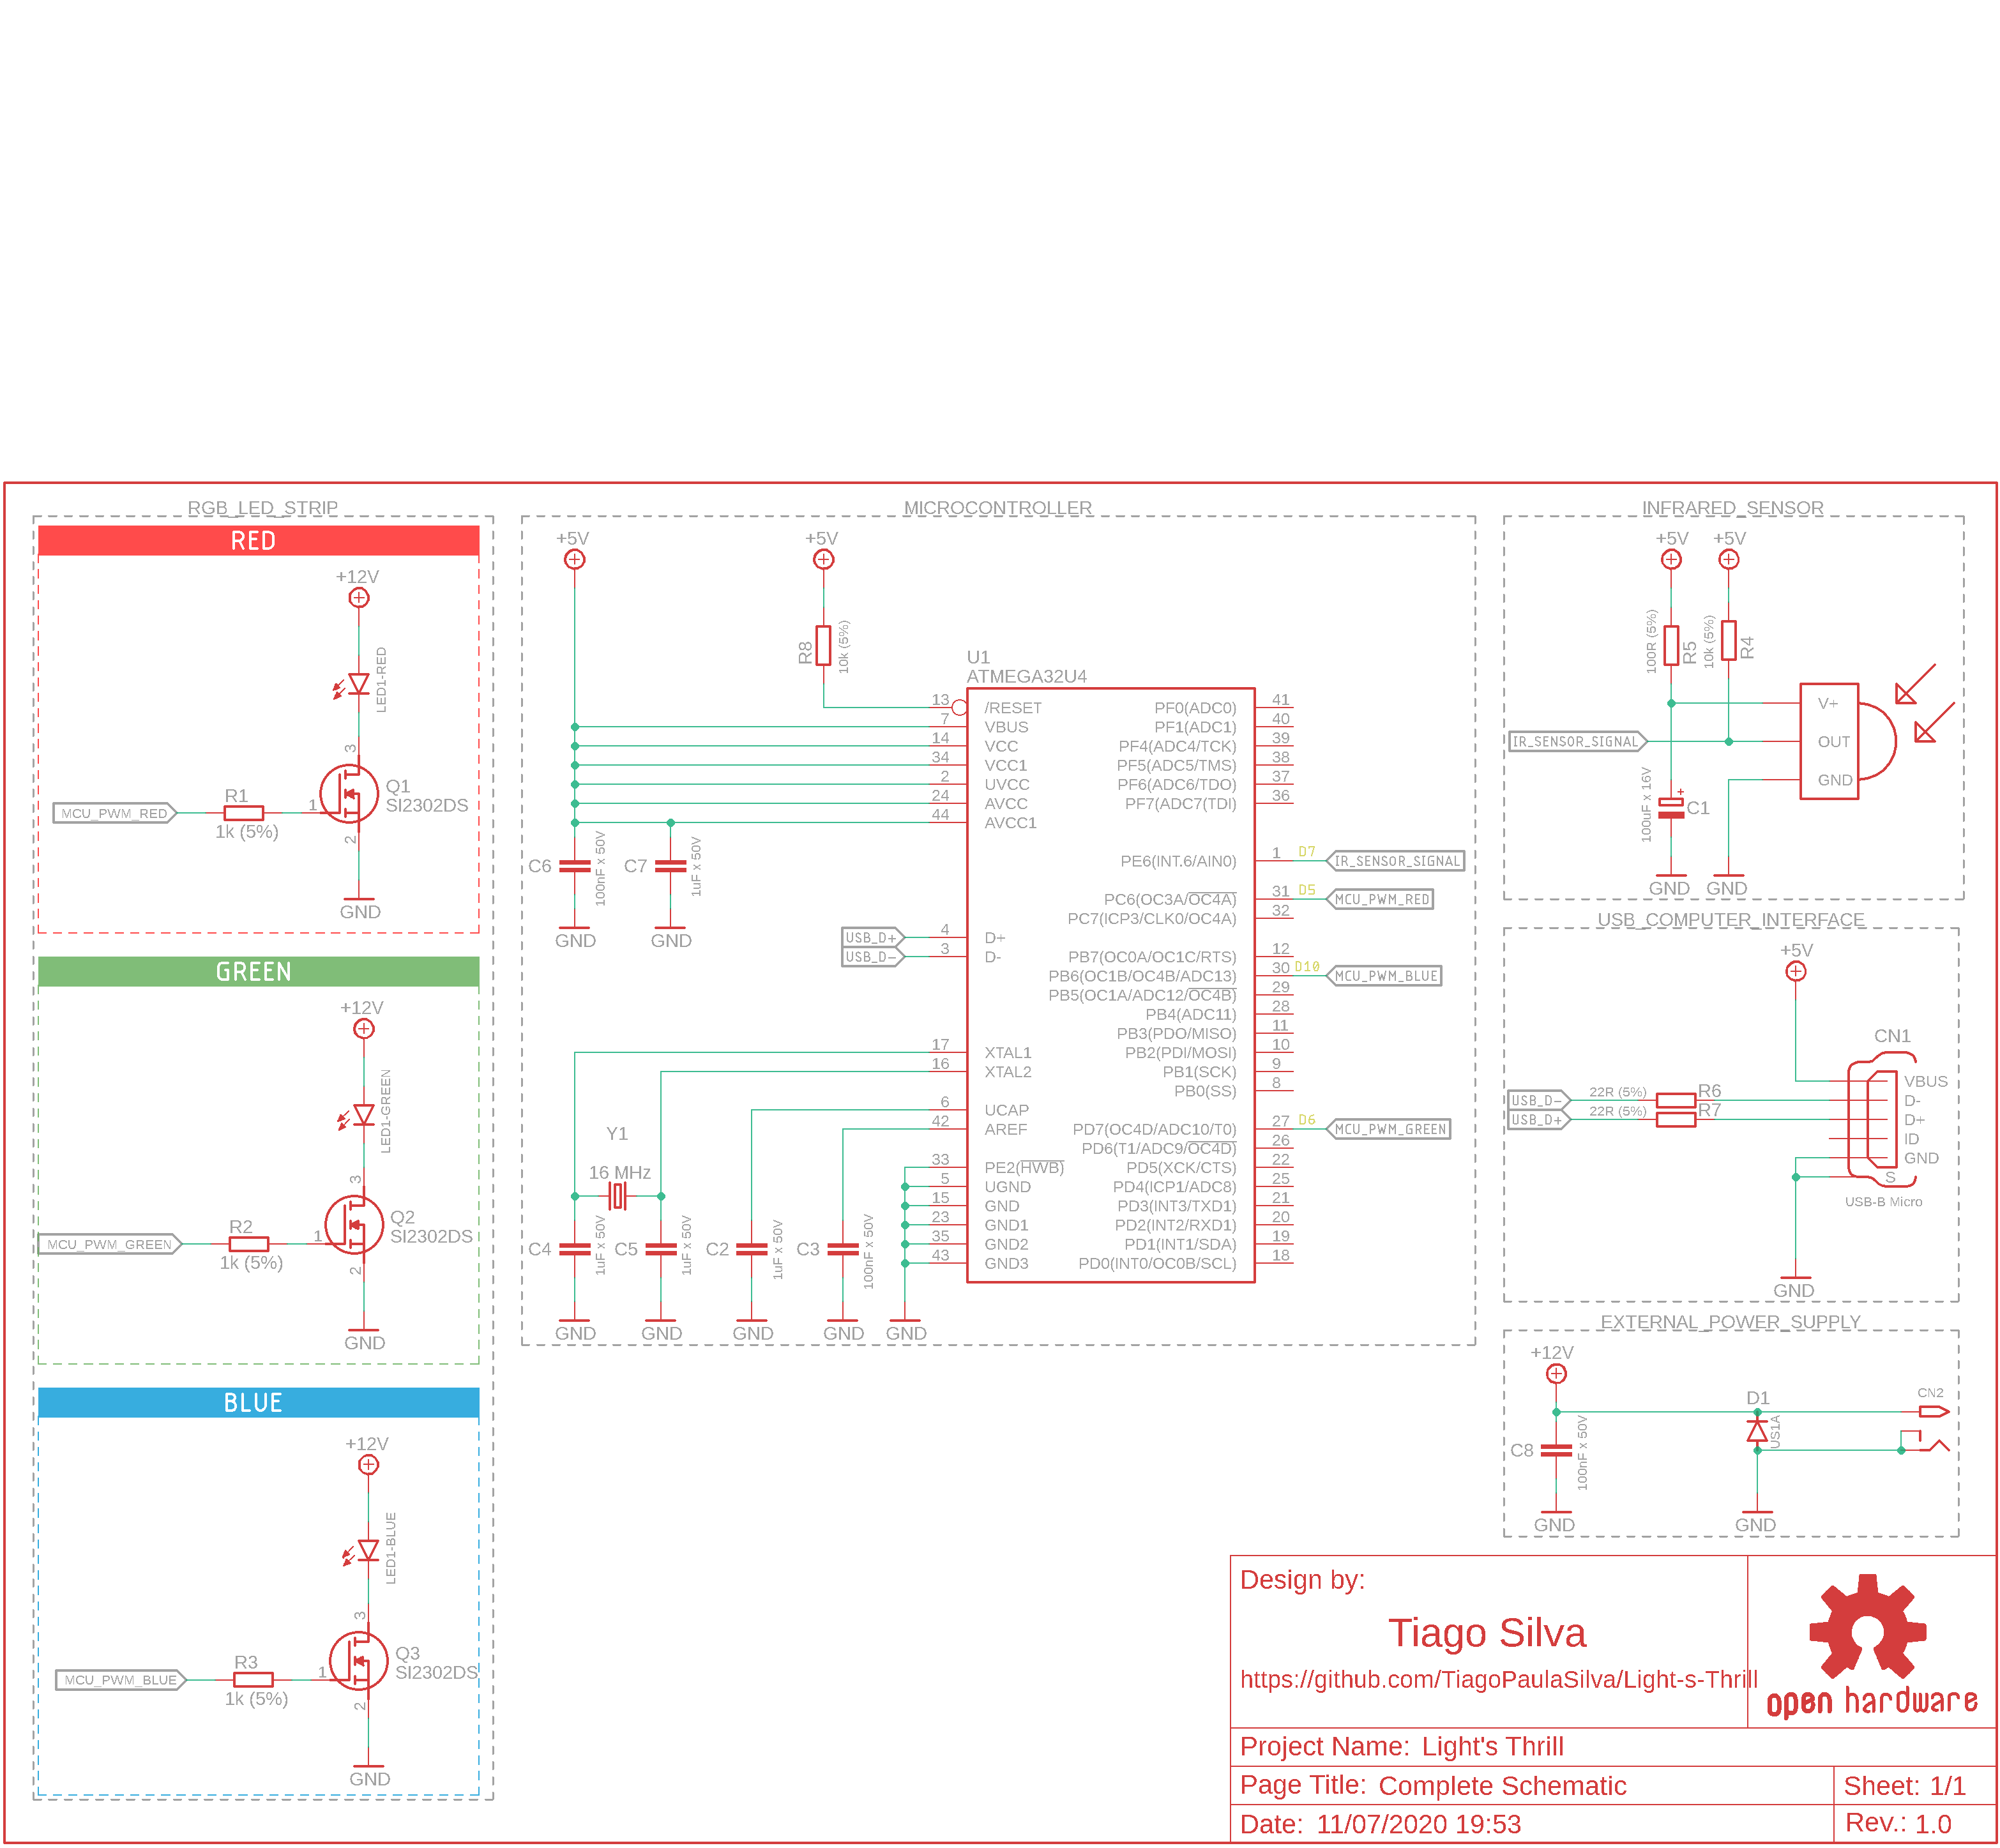 RGB_LED_STRIP
RED
+12V
LED1-RED
3
Q1
SI2302DS
MCU_PWM_RED
R1
1k (5%)
1
2
GND
GREEN
+12V
LED1-GREEN
3
Q2
SI2302DS
MCU_PWM_GREEN
R2
1k (5%)
1
2
GND
BLUE
+12V
LED1-BLUE
3
Q3
SI2302DS
MCU_PWM_BLUE
R3
1k (5%)
1
2
GND
MICROCONTROLLER
+5V
+5V
R8
10k (5%)
U1
ATMEGA32U4
13 /RESET
7 VBUS
14 VCC
34 VCC1
2 UVCC
24 AVCC
44 AVCC1
C6
100nF x 50V
C7
1uF x 50V
GND
GND
USB_D+ 4 D+
USB_D- 3 D-
17 XTAL1
16 XTAL2
6 UCAP
42 AREF
33 PE2(HWB)
5 UGND
15 GND
23 GND1
35 GND2
43 GND3
Y1
16 MHz
C4
1uF x 50V
C5
1uF x 50V
C2
1uF x 50V
C3
100nF x 50V
GND
GND
GND
GND
GND
PF0(ADC0) 41
PF1(ADC1) 40
PF4(ADC4/TCK) 39
PF5(ADC5/TMS) 38
PF6(ADC6/TDO) 37
PF7(ADC7(TDI) 36
PE6(INT.6/AIN0) 1 D7 IR_SENSOR_SIGNAL
PC6(OC3A/OC4A) 31 D5 MCU_PWM_RED
PC7(ICP3/CLK0/OC4A) 32
PB7(OC0A/OC1C/RTS) 12
PB6(OC1B/OC4B/ADC13) 30 D10 MCU_PWM_BLUE
PB5(OC1A/ADC12/OC4B) 29
PB4(ADC11) 28
PB3(PDO/MISO) 11
PB2(PDI/MOSI) 10
PB1(SCK) 9
PB0(SS) 8
PD7(OC4D/ADC10/T0) 27 D6 MCU_PWM_GREEN
PD6(T1/ADC9/OC4D) 26
PD5(XCK/CTS) 22
PD4(ICP1/ADC8) 25
PD3(INT3/TXD1) 21
PD2(INT2/RXD1) 20
PD1(INT1/SDA) 19
PD0(INT0/OC0B/SCL) 18
INFRARED_SENSOR
+5V
+5V
100R (5%)
R5
10k (5%)
R4
V+
IR_SENSOR_SIGNAL
OUT
GND
100uF x 16V
+
C1
GND
GND
USB_COMPUTER_INTERFACE
+5V
CN1
VBUS
USB_D- 22R (5%) R6 D-
USB_D+ 22R (5%) R7 D+
ID
GND
S
USB-B Micro
GND
EXTERNAL_POWER_SUPPLY
+12V
D1
US1A
CN2
C8
100nF x 50V
GND
GND
Design by:
Tiago Silva
https://github.com/TiagoPaulaSilva/Light-s-Thrill
open hardware
Project Name: Light's Thrill
Page Title: Complete Schematic
Sheet: 1/1
Date: 11/07/2020 19:53
Rev.: 1.0